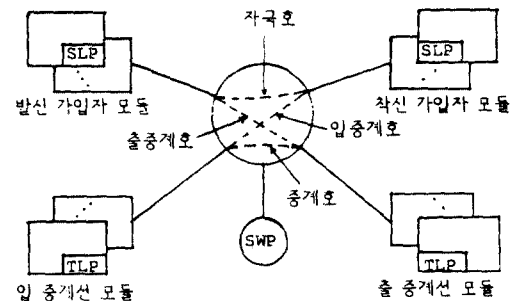 자국호
SLP
SLP
발신 가입자 모듈
착신 가입자 모듈
출중계호
입중계호
중계호
SWP
TLP
TLP
입 중계선 모듈
출 중계선 모듈